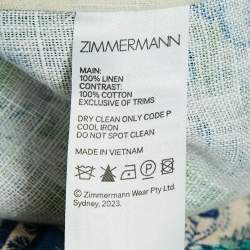 ZIMMERMANN
MAIN:
100% LINEN
CONTRAST:
100% COTTON
EXCLUSIVE OF TRIMS
DRY CLEAN ONLY CODE P
COOL IRON
DO NOT SPOT CLEAN
MADE IN VIETNAM
© Zimmermann Wear Pty Ltd.
Sydney, 2023.